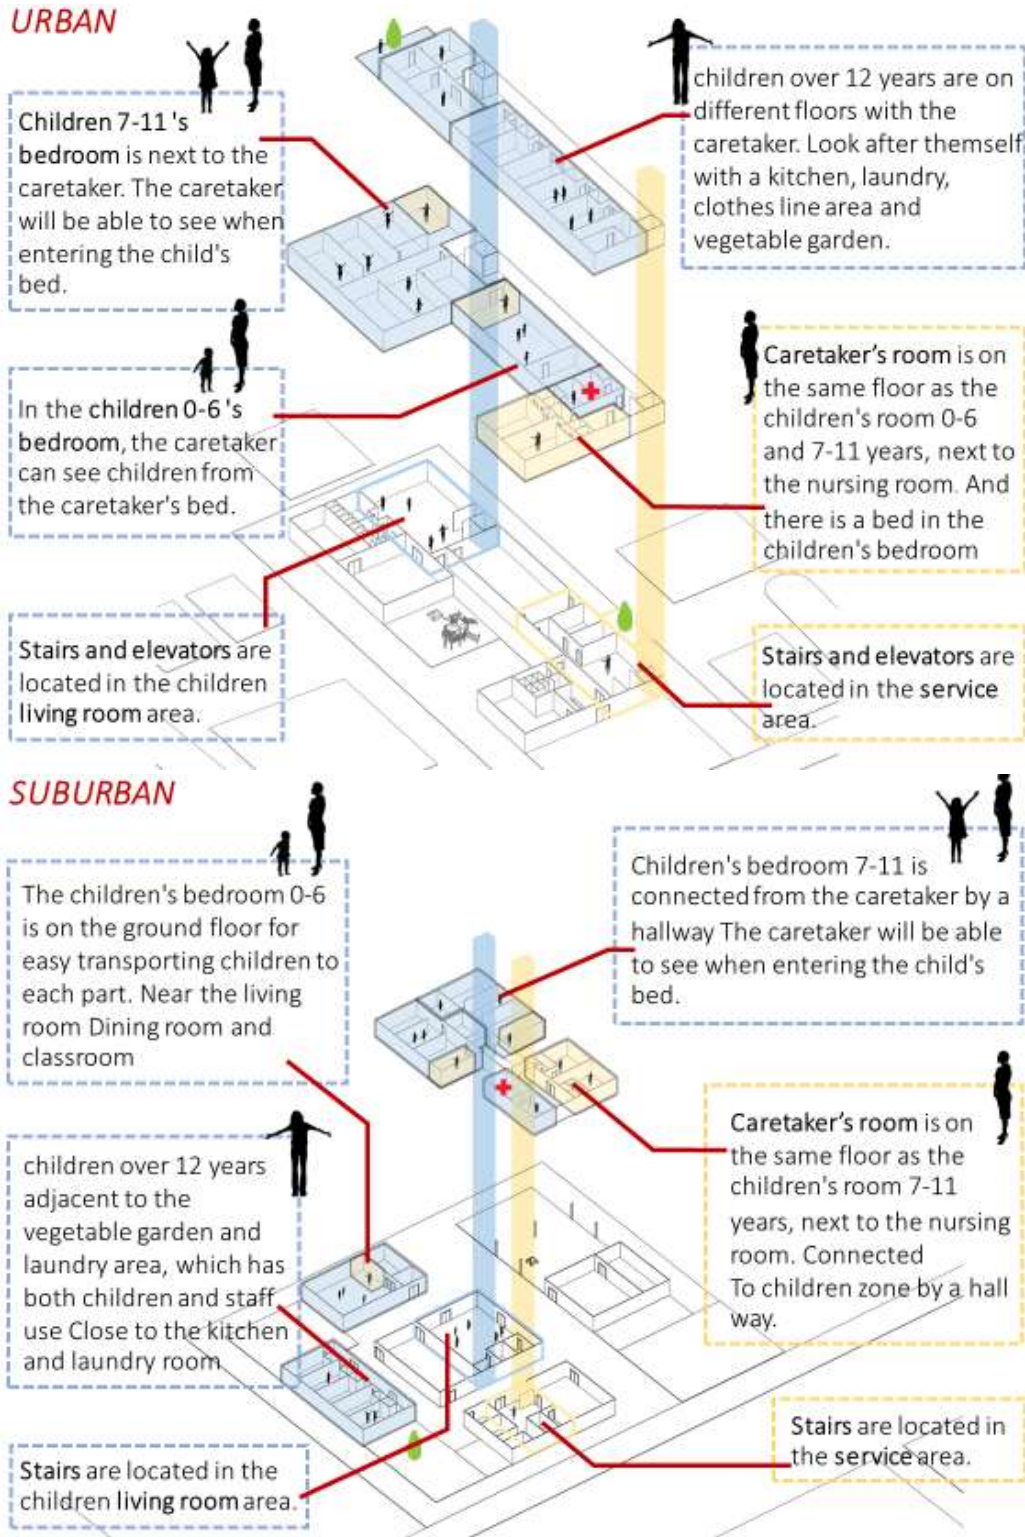 URBAN
Children 7-11 's
bedroom is next to the
caretaker. The caretaker
will be able to see when
entering the child's
bed.
children over 12 years are on
different floors with the
caretaker. Look after themself
with a kitchen, laundry,
clothes line area and
vegetable garden.
In the children 0-6 's
bedroom, the caretaker
can see children from
the caretaker's bed.
Caretaker's room is on
the same floor as the
children's room 0-6
and 7-11 years, next to
the nursing room. And
there is a bed in the
children's bedroom
Stairs and elevators are
located in the children
living room area.
Stairs and elevators are
located in the service
area.
SUBURBAN
The children's bedroom 0-6
is on the ground floor for
easy transporting children to
each part. Near the living
room Dining room and
classroom
Children's bedroom 7-11 is
connected from the caretaker by a
hallway The caretaker will be able
to see when entering the child's
bed.
children over 12 years
adjacent to the
vegetable garden and
laundry area, which has
both children and staff
use Close to the kitchen
and laundry room
Caretaker's room is on
the same floor as the
children's room 7-11
years, next to the nursing
room. Connected
To children zone by a hall
way.
Stairs are located in the
children living room area.
Stairs are located in
the service area.